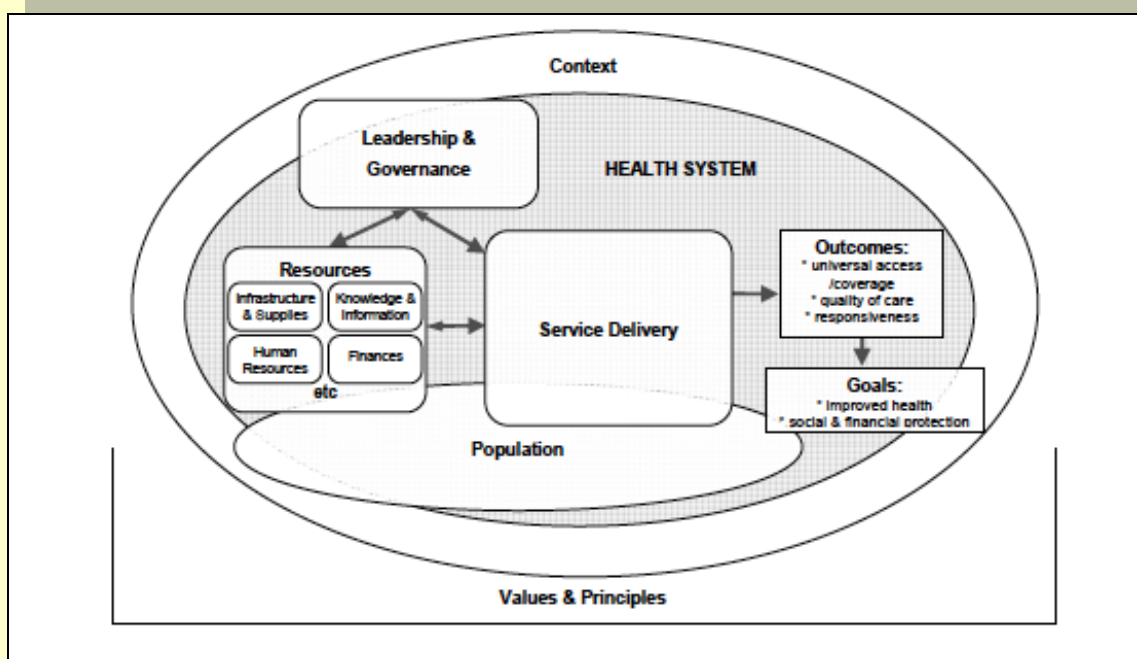 Context
Leadership &
Governance
HEALTH SYSTEM
Resources
Infrastructure
& Supplies
Knowledge &
Information
Human
Resources
Finances
etc
Service Delivery
Outcomes:
* universal access
/coverage
* quality of care
* responsiveness
Goals:
* improved health
* social & financial protection
Population
Values & Principles